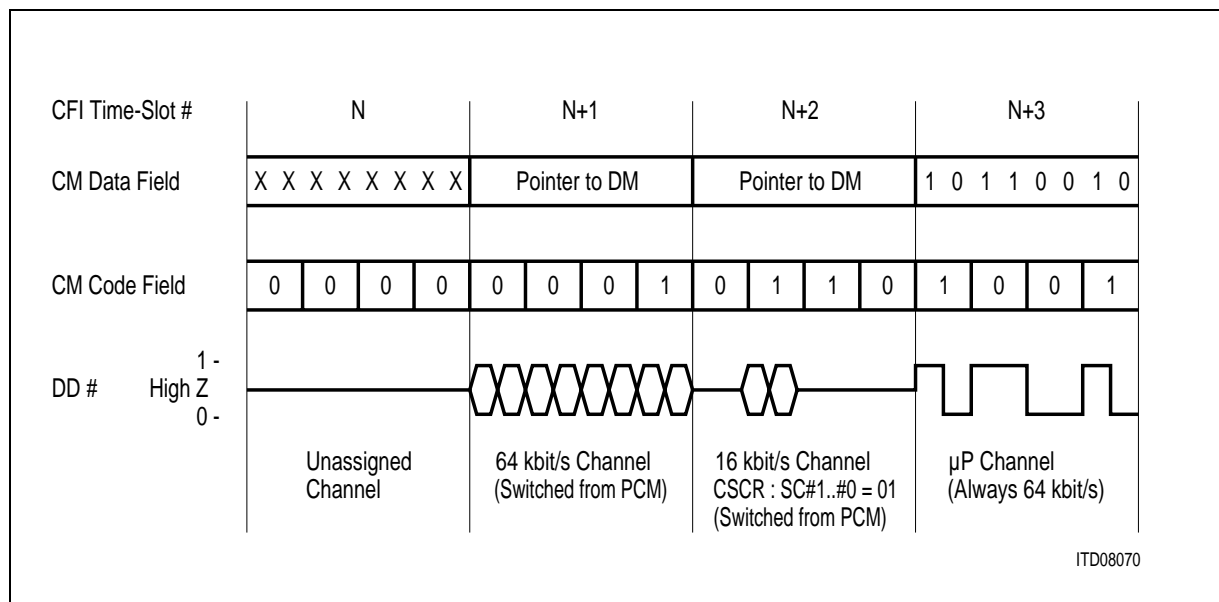 CFI Time-Slot # N N+1 N+2 N+3
CM Data Field X X X X X X X X Pointer to DM Pointer to DM 1 0 1 1 0 0 1 0
CM Code Field 0 0 0 0 0 0 0 1 0 1 1 0 1 0 0 1
1 -
DD # High Z
0 -
Unassigned 64 kbit/s Channel 16 kbit/s Channel µP Channel
Channel (Switched from PCM) CSCR : SC#1..#0 = 01 (Always 64 kbit/s)
(Switched from PCM)
ITD08070